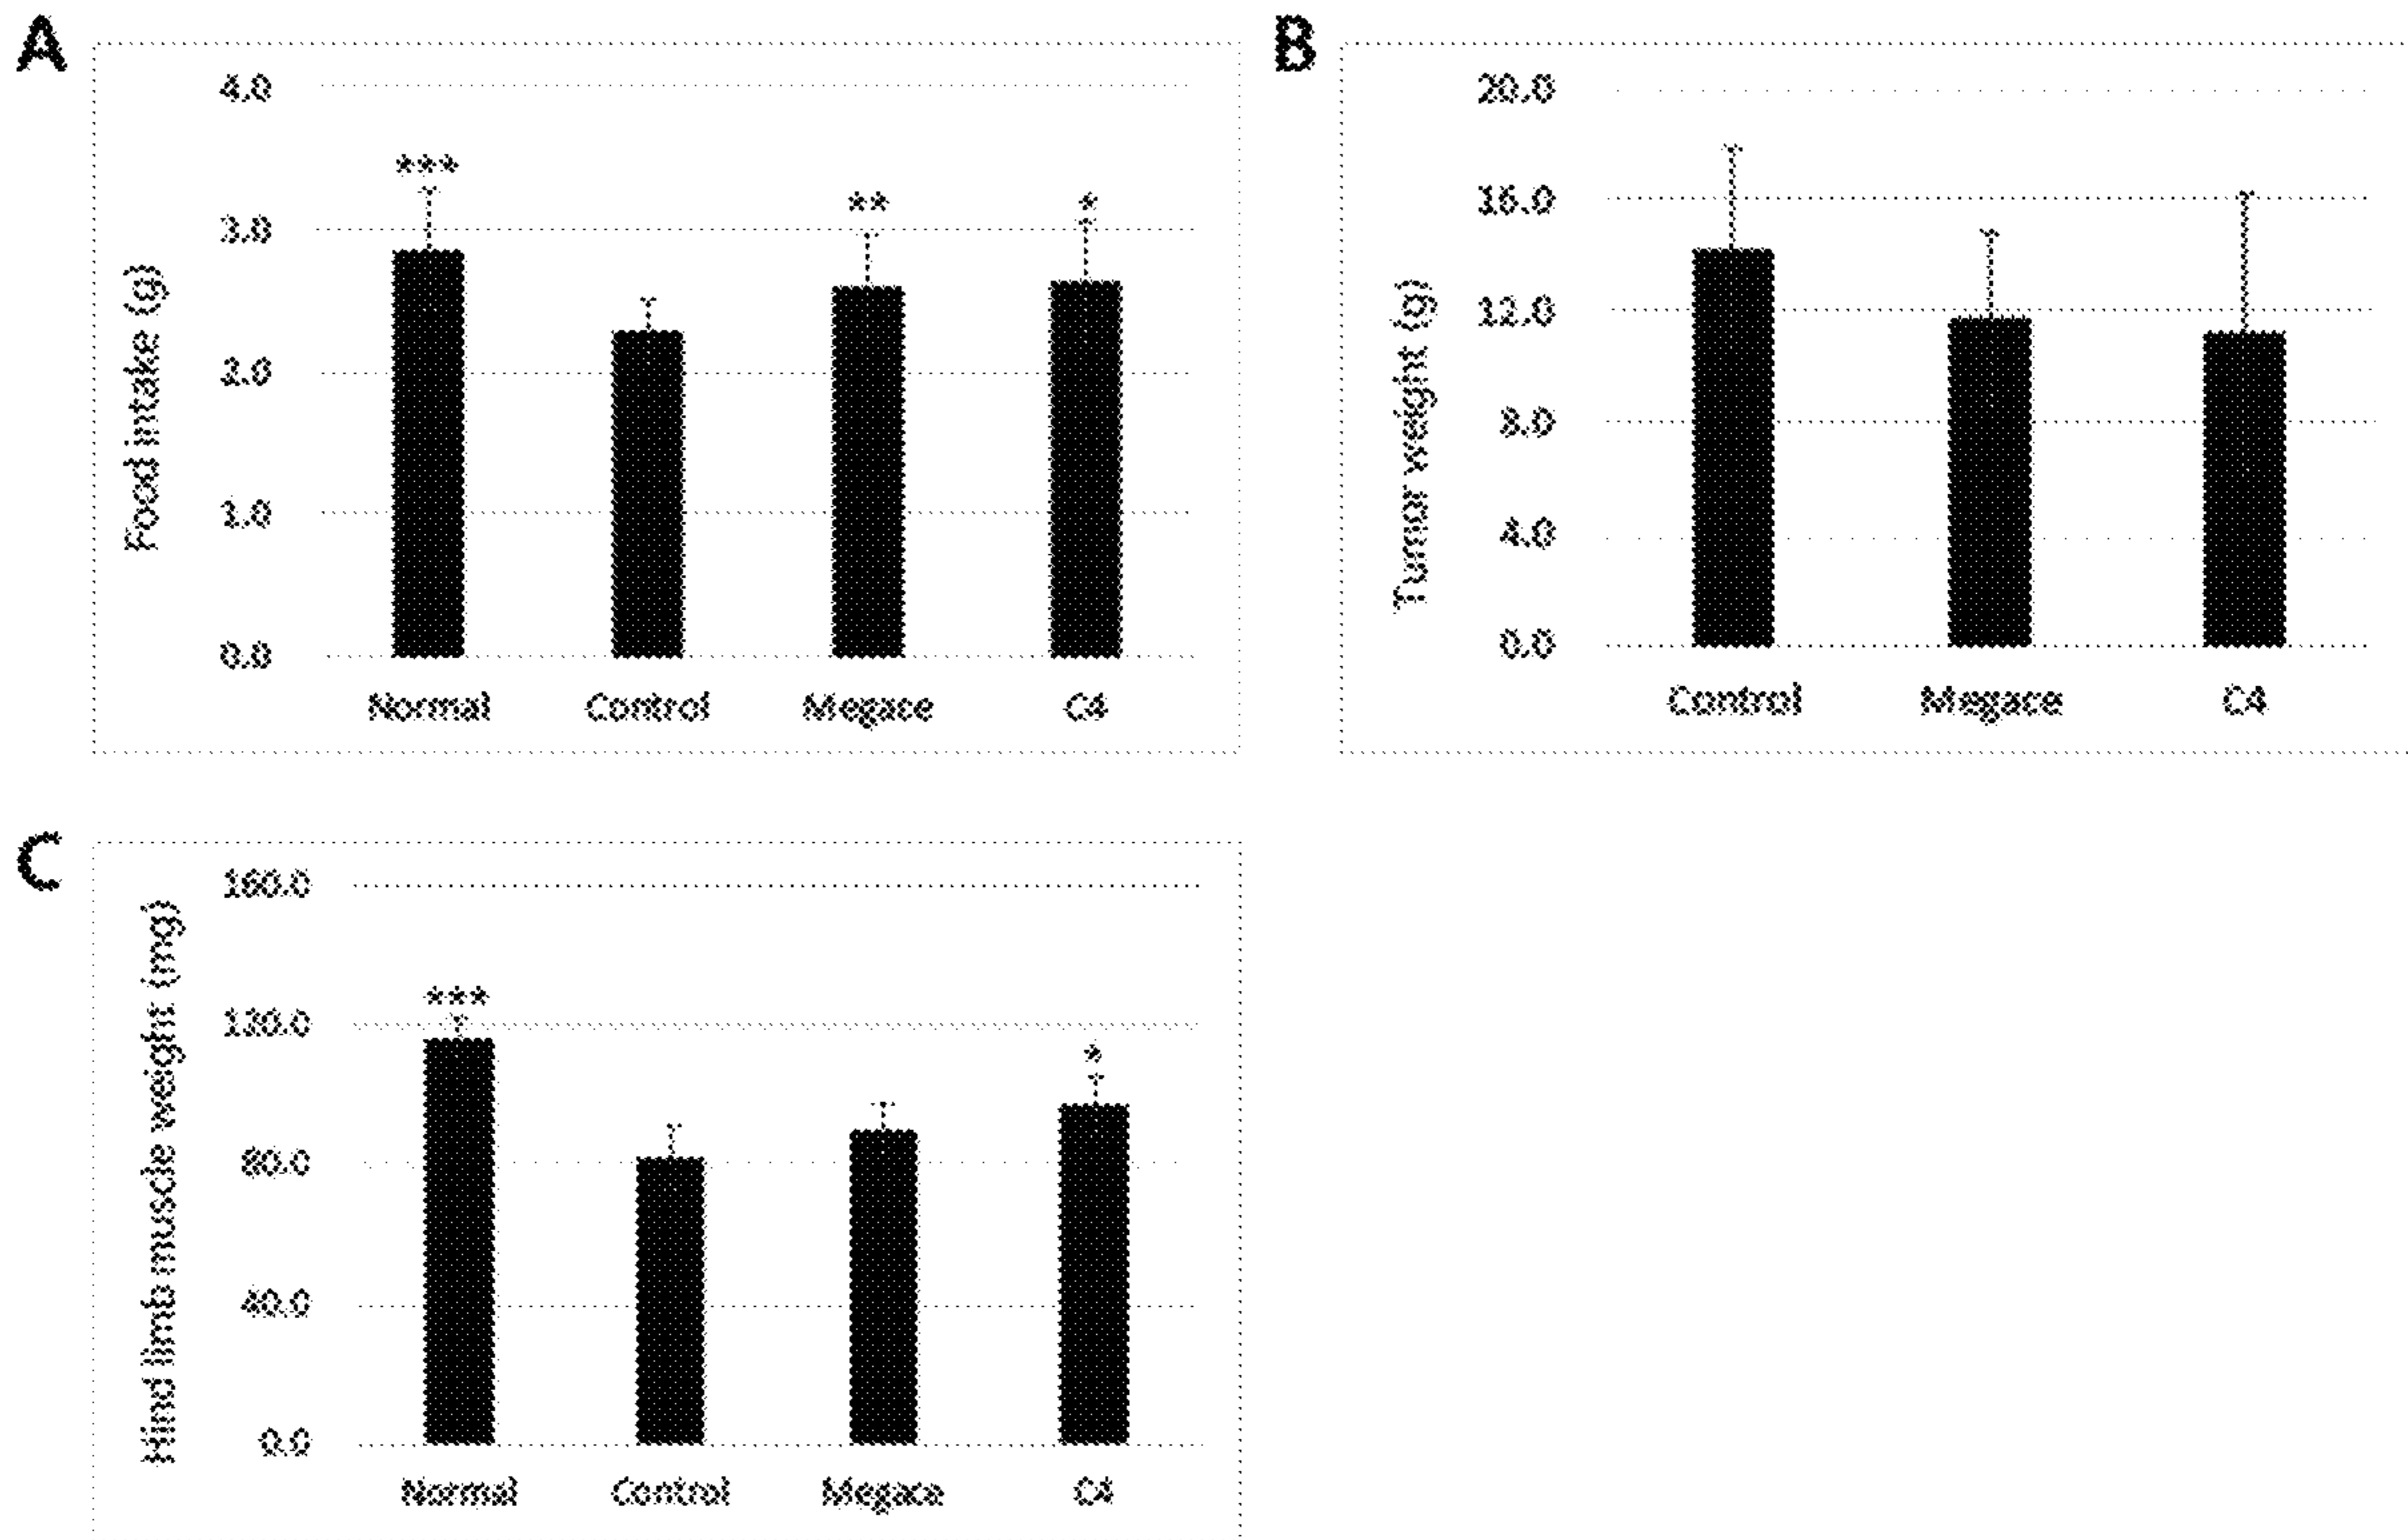 A
4.0
***
**
*
3.0
2.0
1.0
0.0
Food intake (g)
Normal Control Megace C4
B
20.0
16.0
12.0
8.0
4.0
0.0
Tumor weight (g)
Control Megace C4
C
160.0
***
120.0
*
80.0
40.0
0.0
Hind limb muscle weight (mg)
Normal Control Megace C4